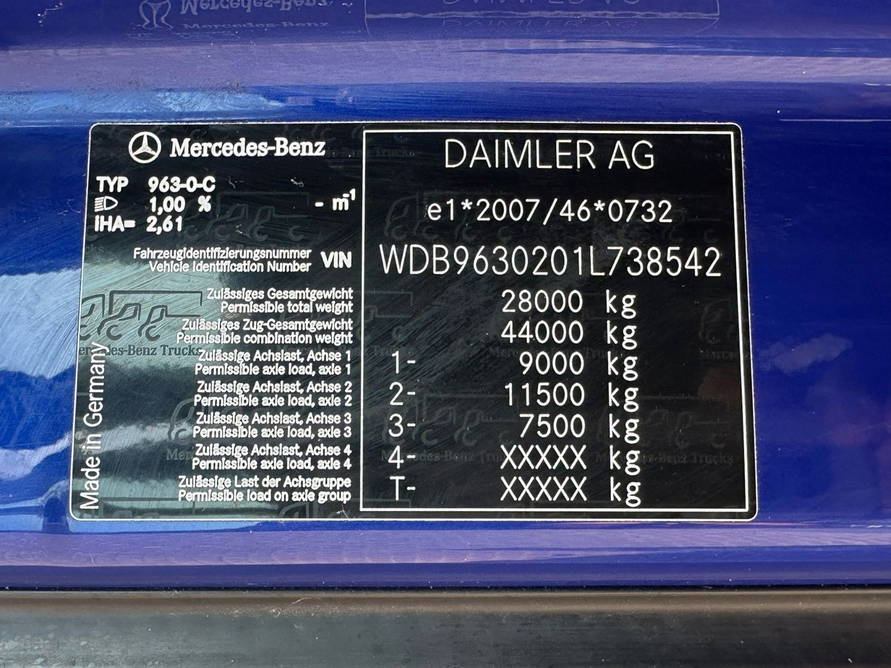 Mercedes-Benz
DAIMLER AG
TYP 963-0-C
1,00 % - m-1
iHA= 2,61
e1*2007/46*0732
Fahrzeugidentifizierungsnummer
Vehicle Identification Number VIN WDB9630201L738542
Zulässiges Gesamtgewicht
Permissible total weight 28000 kg
Zulässiges Zug-Gesamtgewicht
Permissible combination weight 44000 kg
Zulässige Achslast, Achse 1
Permissible axle load, axle 1 1- 9000 kg
Zulässige Achslast, Achse 2
Permissible axle load, axle 2 2- 11500 kg
Zulässige Achslast, Achse 3
Permissible axle load, axle 3 3- 7500 kg
Zulässige Achslast, Achse 4
Permissible axle load, axle 4 4- XXXXX kg
Zulässige Last der Achsgruppe
Permissible load on axle group T- XXXXX kg
Made in Germany